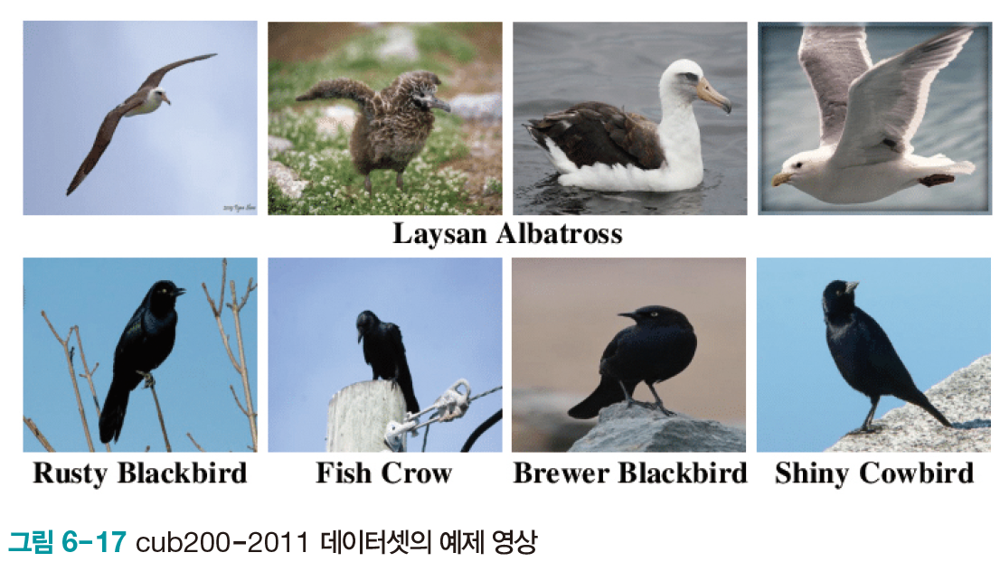 Laysan Albatross
Rusty Blackbird Fish Crow Brewer Blackbird Shiny Cowbird
그림 6-17 cub200-2011 데이터셋의 예제 영상